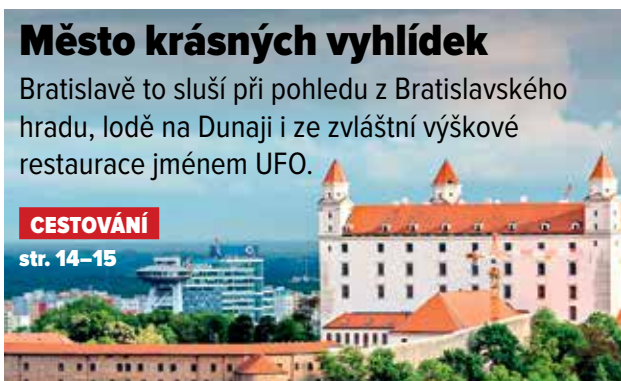 Město krásných vyhlídek
Bratislavě to sluší při pohledu z Bratislavského
hradu, lodě na Dunaji i ze zvláštní výškové
restaurace jménem UFO.
CESTOVÁNÍ
str. 14–15